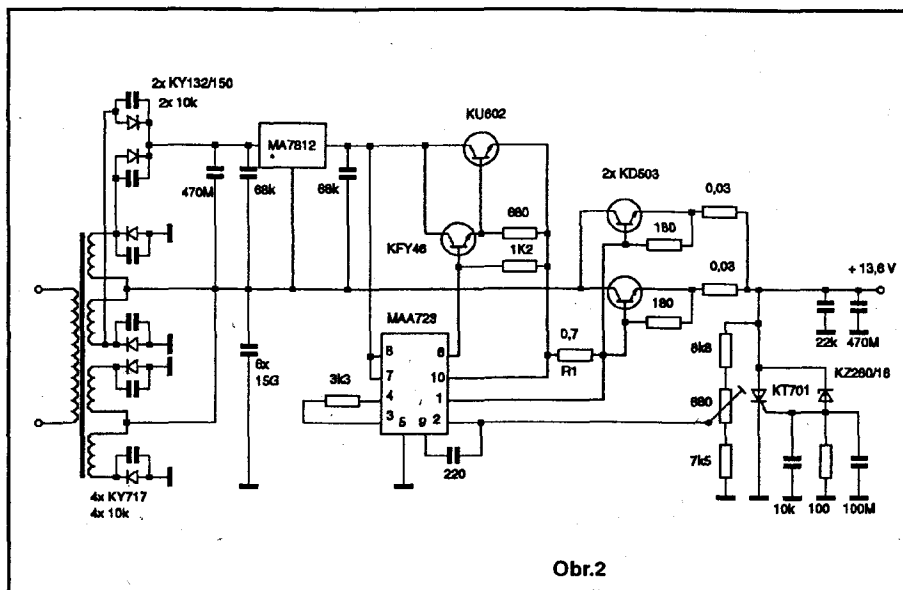 2x KY132/150
2x 10k
MA7812
KU602
2x KD503
0,03
470M
68k
68k
680
180
KFY46
1K2
0,03
+ 13,6 V
MAA723
180
8
6
0,7
22k
470M
6x
15G
7
10
R1
6k8
KZ260/16
3k3
4
1
680
KT701
3
5
9
2
220
7k5
4x KY717
4x 10k
10k
100
100M
Obr.2